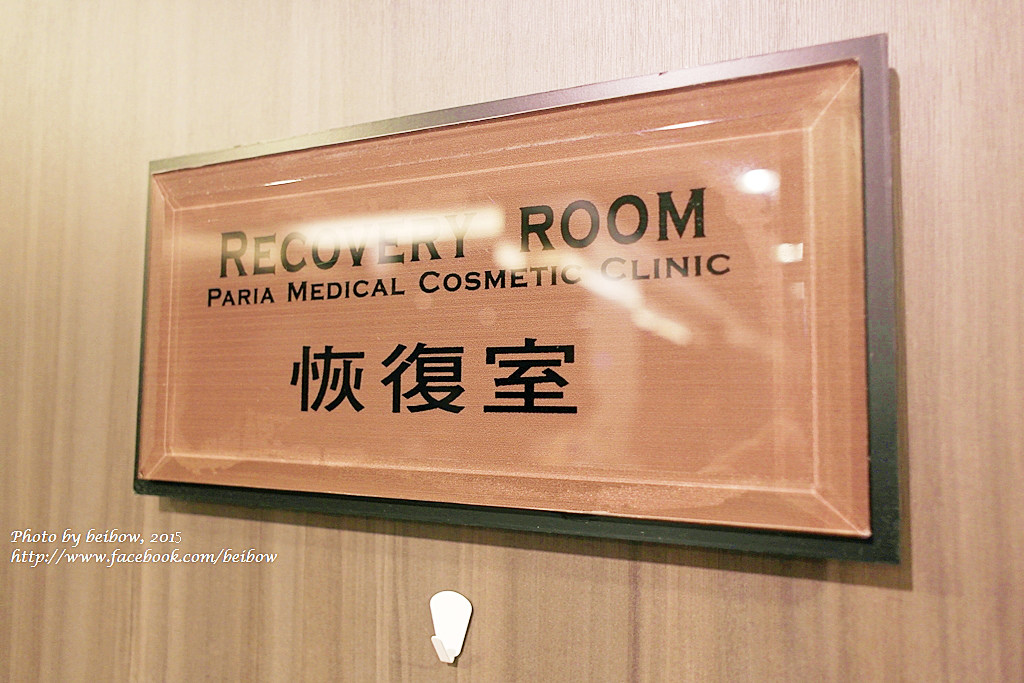 RECOVERY ROOM
PARIA MEDICAL COSMETIC CLINIC
恢復室
Photo by beibow, 2015
http://www.facebook.com/beibow